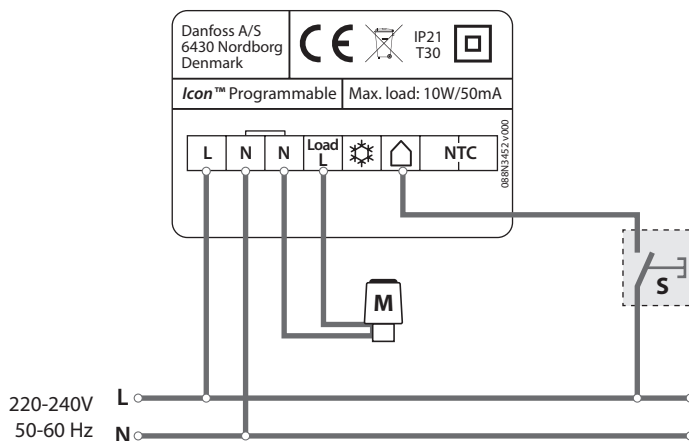 Danfoss A/S
6430 Nordborg
Denmark
CE
IP21
T30
Icon™ Programmable
Max. load: 10W/50mA
L N N Load L NTC
088N3452 v000
M
S
220-240V L
50-60 Hz N